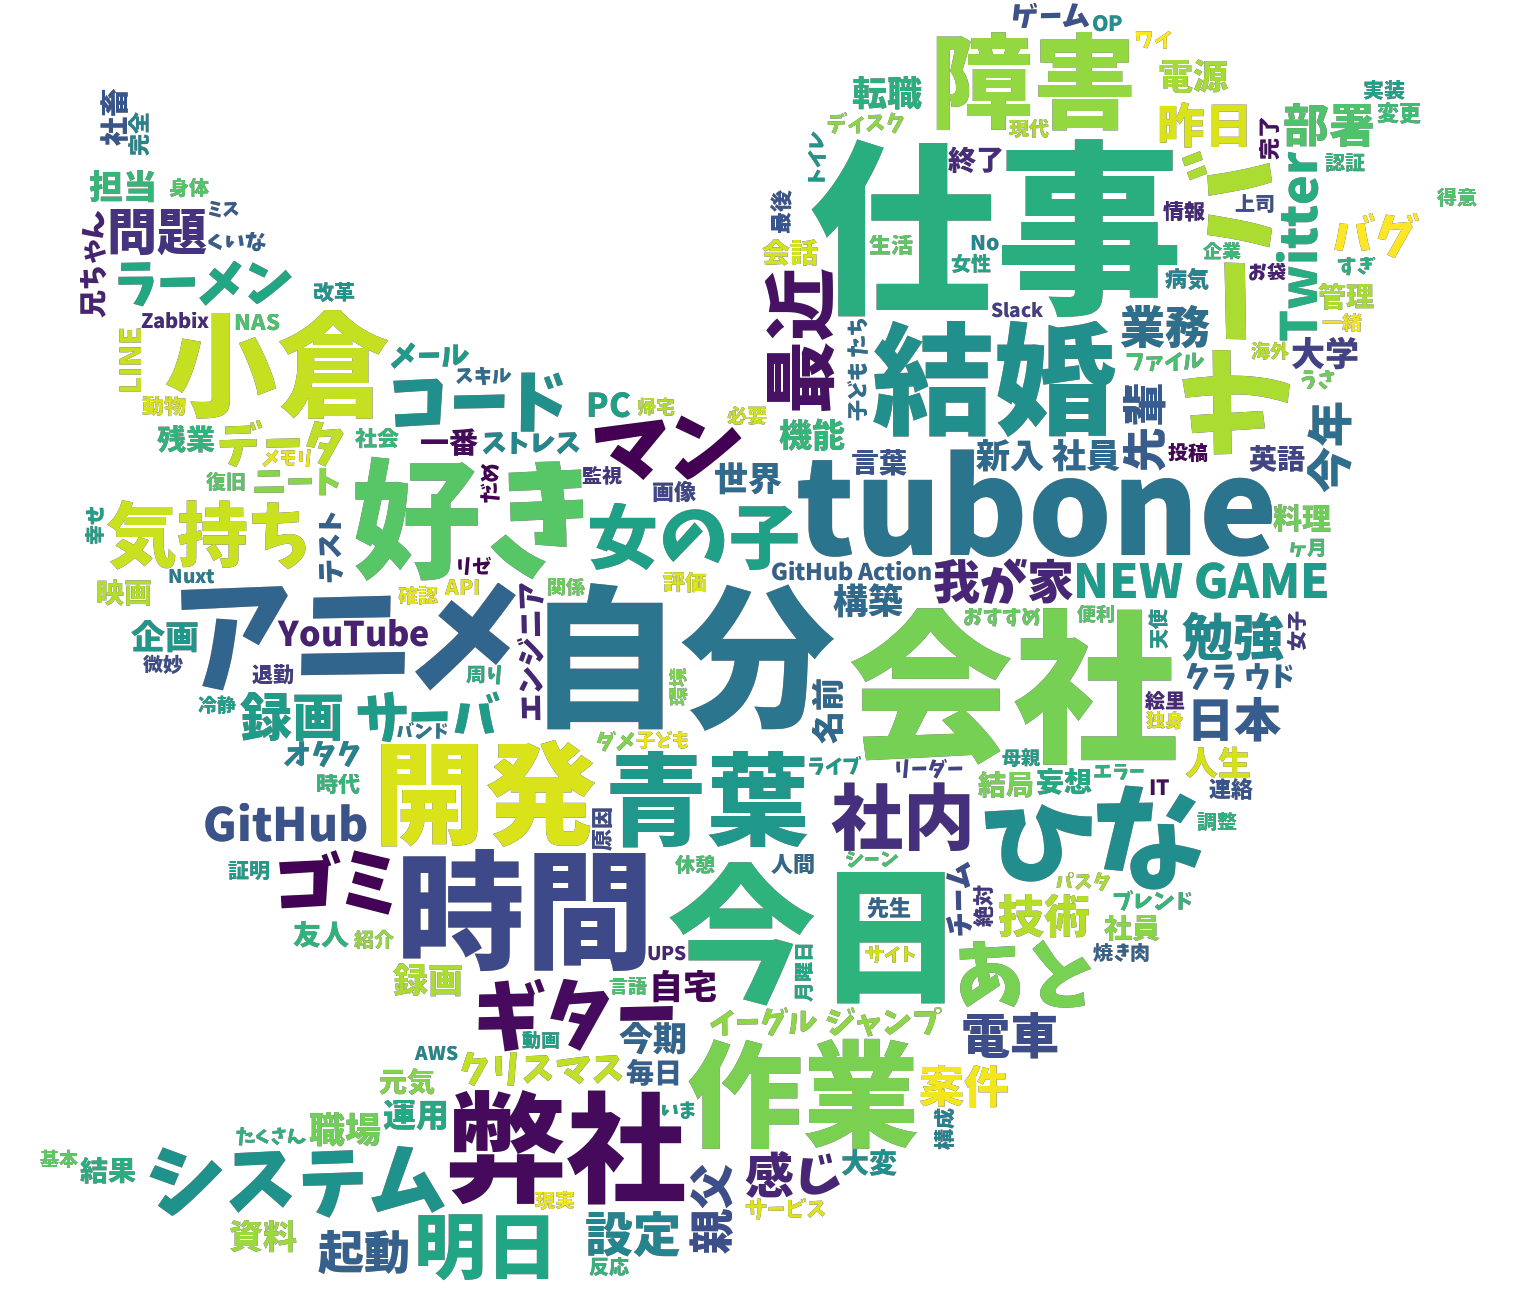 ゲーム
OP
ワイ
障害
電源
転職
実装
変更
社畜
完全
ディスク
現代
昨日
部署
完了
トイレ
仕事
終了
サーバ
Twitter
認証
担当
身体
ミス
最後
情報
上司
得意
兄ちゃん
問題
くいな
会話
生活
No
企業
バグ
ラーメン
改革
最近
女性
病気
お袋
すぎ
Slack
管理
一緒
Zabbix
NAS
LINE
小倉
メール
スキル
子どもたち
結婚
業務
ファイル
海外
大学
うさ
動物
コード
PC
帰宅
必要
機能
先輩
今年
残業
データ
メモリ
社会
一番
ストレス
マン
言葉
新入社員
投稿
英語
復旧
ニート
だめ
監視
画像
世界
tubone
料理
ヶ月
幸せ
気持ち
テスト
好き
女の子
GitHub Action
我が家
NEW GAME
映画
Nuxt
リゼ
確認
API
関係
評価
構築
おすすめ
便利
天使
勉強
女子
企画
微妙
アニメ
YouTube
エンジニア
自分
会社
退勤
周り
環境
名前
クラウド
絵里
独身
日本
冷静
録画サーバ
バンド
オタク
ダメ
子ども
ライブ
リーダー
母親
結局
妄想
エラー
IT
人生
連絡
時代
GitHub
開発
原因
青葉
社内
ひな
調整
証明
ゴミ
時間
休憩
人間
シーン
今日
先生
チーム
絶対
パスタ
ブレンド
技術
社員
友人
紹介
UPS
サイト
焼き肉
録画
言語
自宅
月曜日
あと
ギター
動画
今期
イーグルジャンプ
電車
AWS
クリスマス
毎日
元気
作業
案件
運用
弊社
いま
構成
たくさん
職場
基本
結果
システム
現実
親父
感じ
大変
サービス
資料
起動
明日
設定
反応